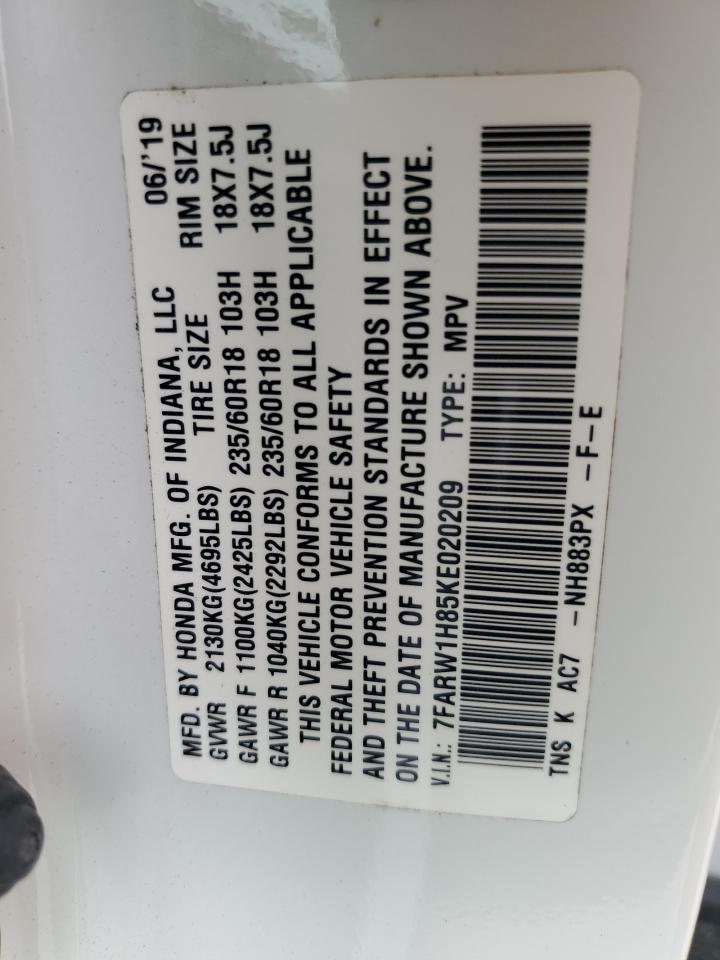 MFD. BY HONDA MFG. OF INDIANA, LLC 06/'19
GVWR 2130KG(4695LBS) TIRE SIZE RIM SIZE
GAWR F 1100KG(2425LBS) 235/60R18 103H 18X7.5J
GAWR R 1040KG(2292LBS) 235/60R18 103H 18X7.5J
THIS VEHICLE CONFORMS TO ALL APPLICABLE
FEDERAL MOTOR VEHICLE SAFETY
AND THEFT PREVENTION STANDARDS IN EFFECT
ON THE DATE OF MANUFACTURE SHOWN ABOVE.
V.I.N.: 7FARW1H85KE020209 TYPE: MPV
TNS K AC7 -NH883PX -F-E